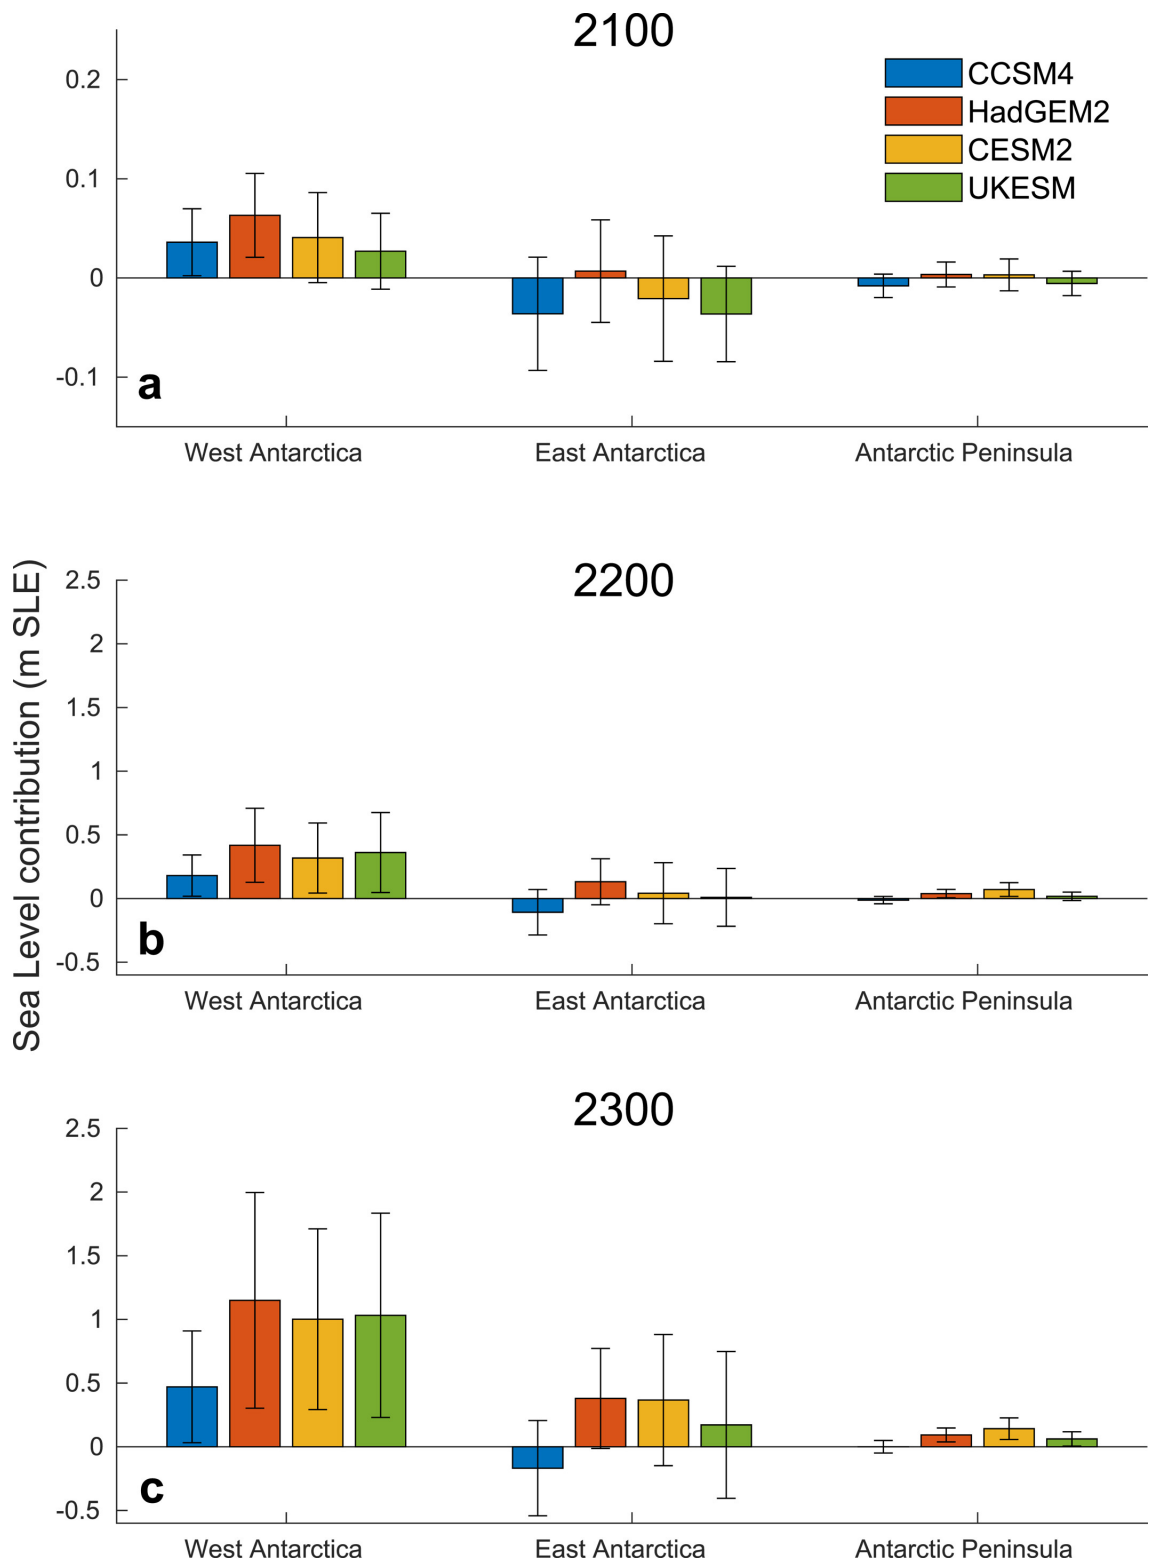 2100
CCSM4
HadGEM2
CESM2
UKESM
0.2
0.1
0
-0.1
a
West Antarctica East Antarctica Antarctic Peninsula
Sea Level contribution (m SLE)
2200
2.5
2
1.5
1
0.5
0
-0.5
b
West Antarctica East Antarctica Antarctic Peninsula
2300
2.5
2
1.5
1
0.5
0
-0.5
c
West Antarctica East Antarctica Antarctic Peninsula